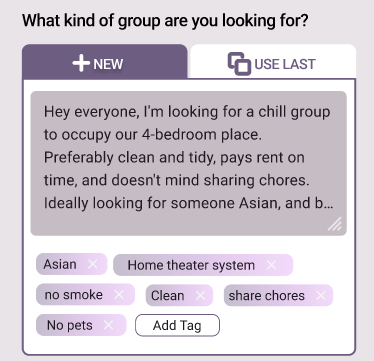 What kind of group are you looking for?
NEW
USE LAST
Hey everyone, I'm looking for a chill group
to occupy our 4-bedroom place.
Preferably clean and tidy, pays rent on
time, and doesn't mind sharing chores.
Ideally looking for someone Asian, and b...
Asian ×
Home theater system ×
no smoke ×
Clean ×
share chores ×
No pets ×
Add Tag